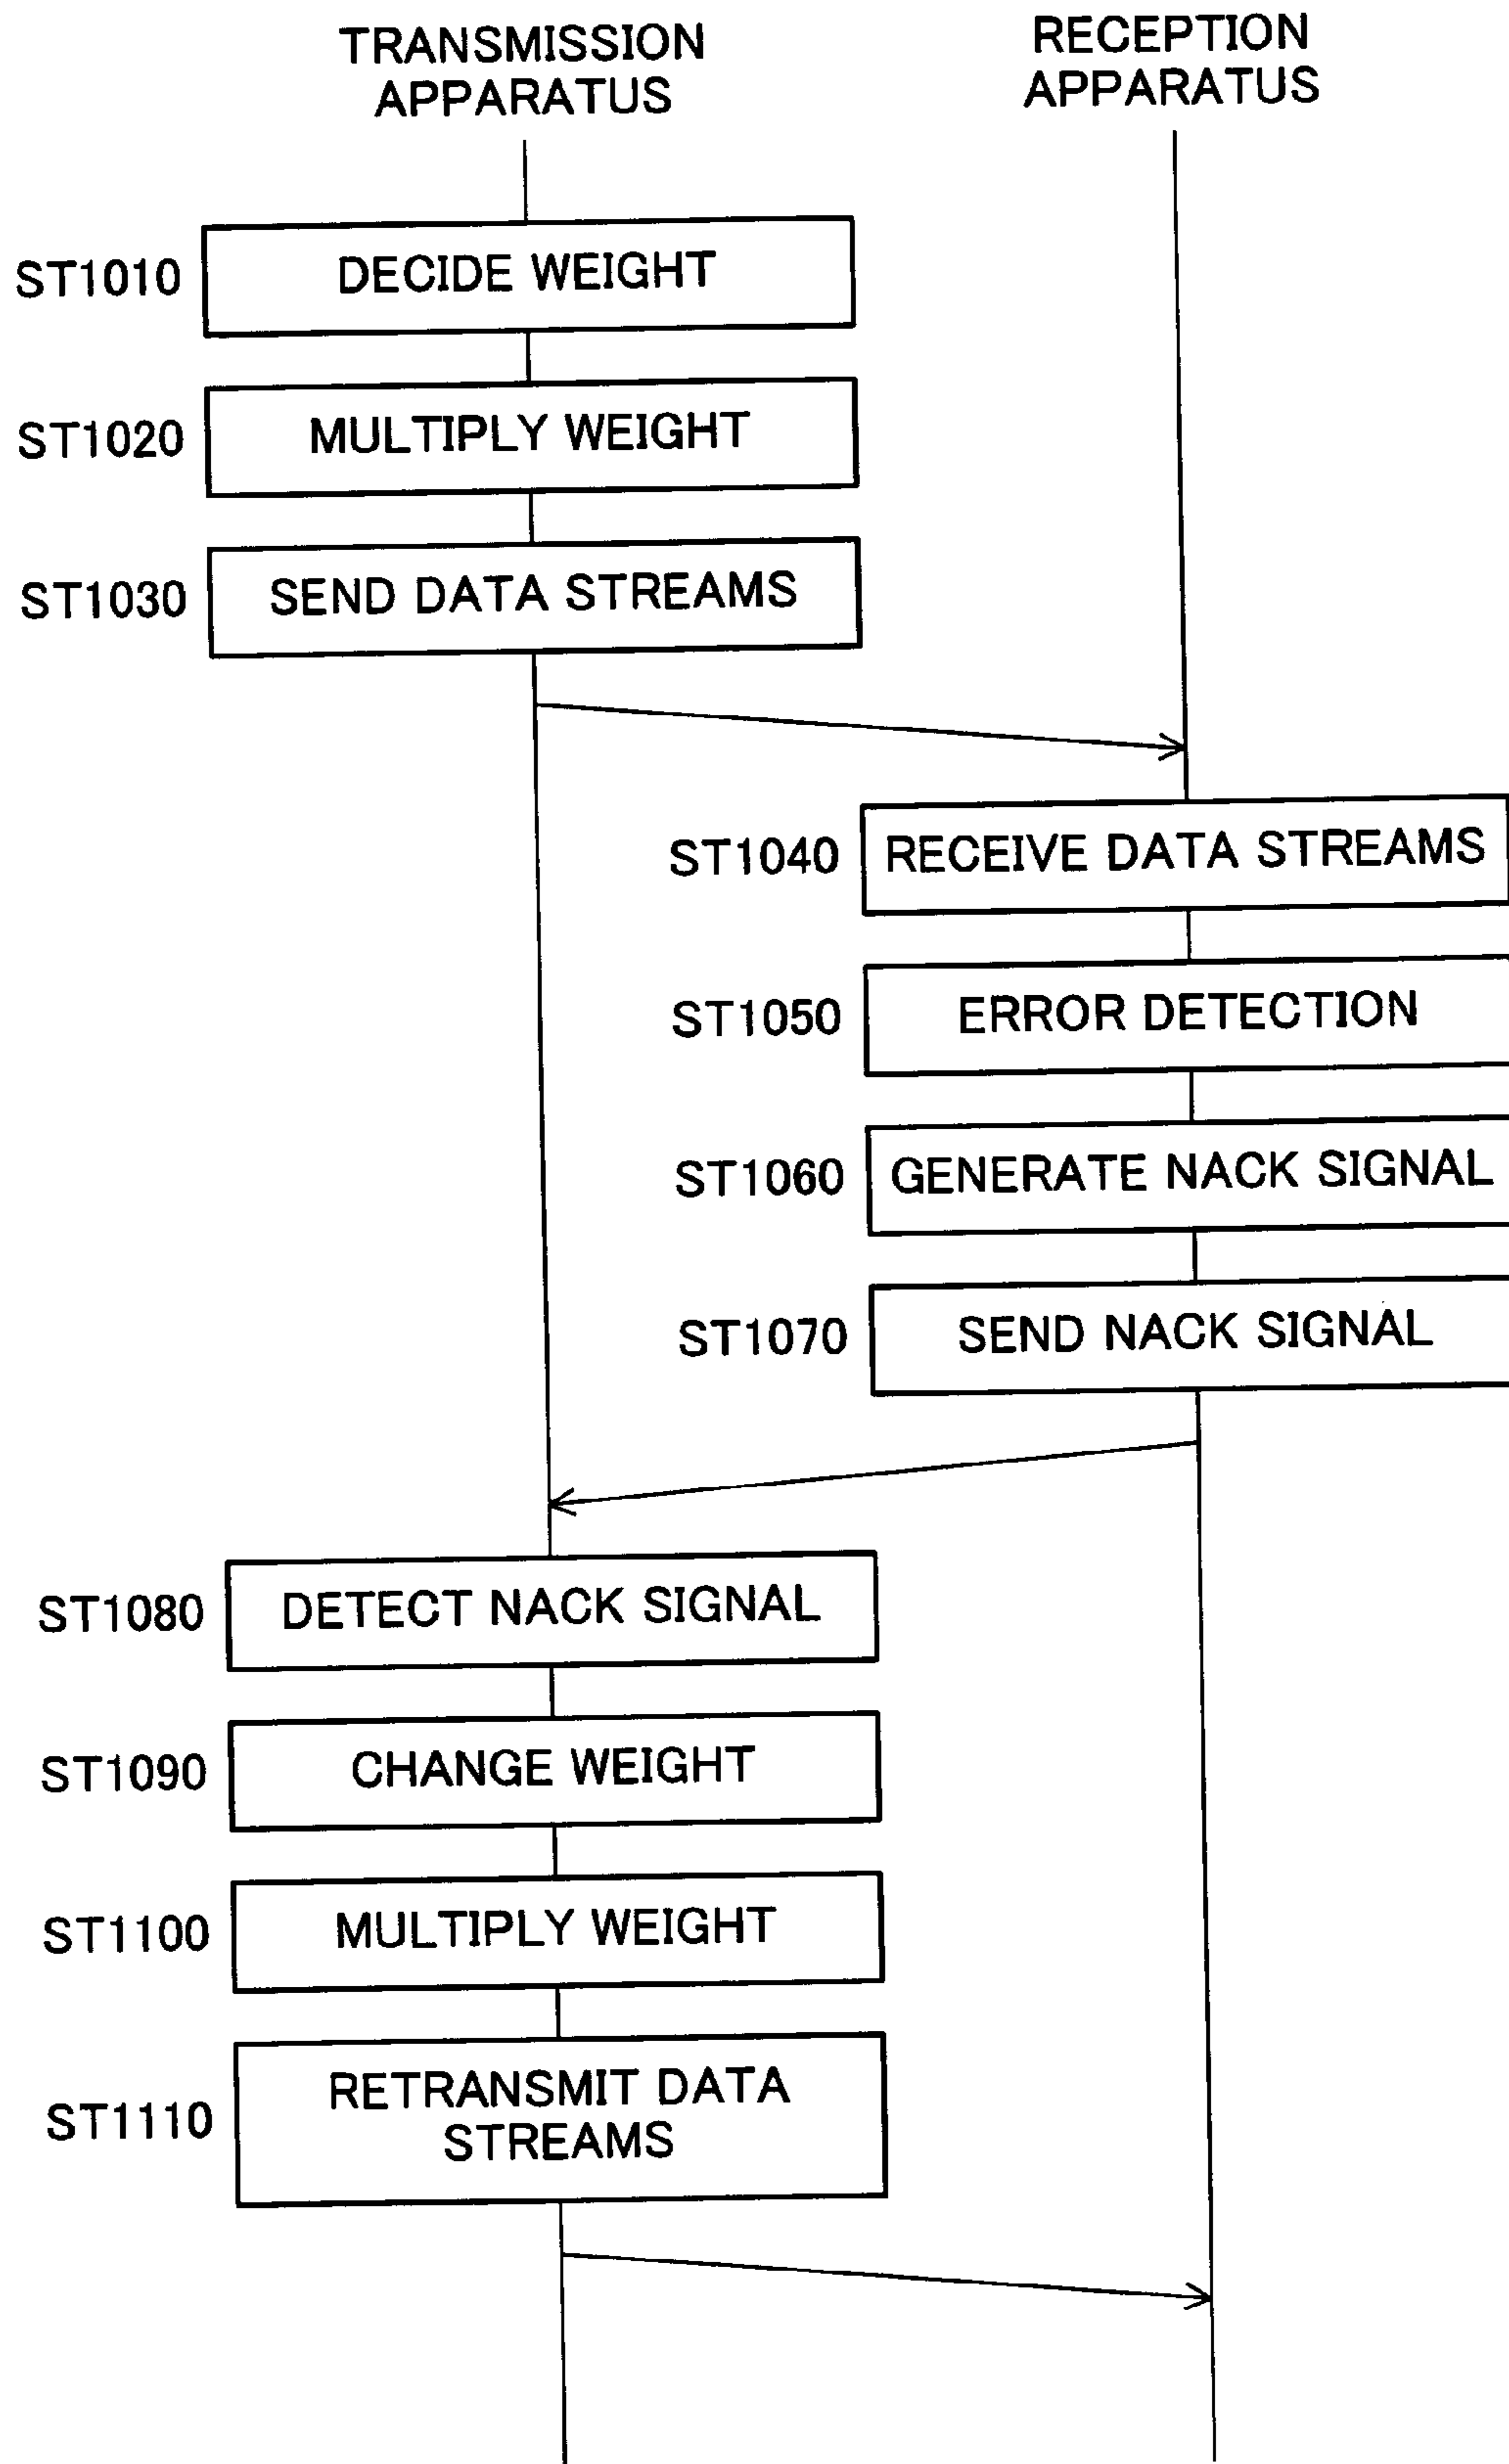 TRANSMISSION
APPARATUS
RECEPTION
APPARATUS
ST1010
DECIDE WEIGHT
ST1020
MULTIPLY WEIGHT
ST1030
SEND DATA STREAMS
ST1040
RECEIVE DATA STREAMS
ST1050
ERROR DETECTION
ST1060
GENERATE NACK SIGNAL
ST1070
SEND NACK SIGNAL
ST1080
DETECT NACK SIGNAL
ST1090
CHANGE WEIGHT
ST1100
MULTIPLY WEIGHT
ST1110
RETRANSMIT DATA
STREAMS